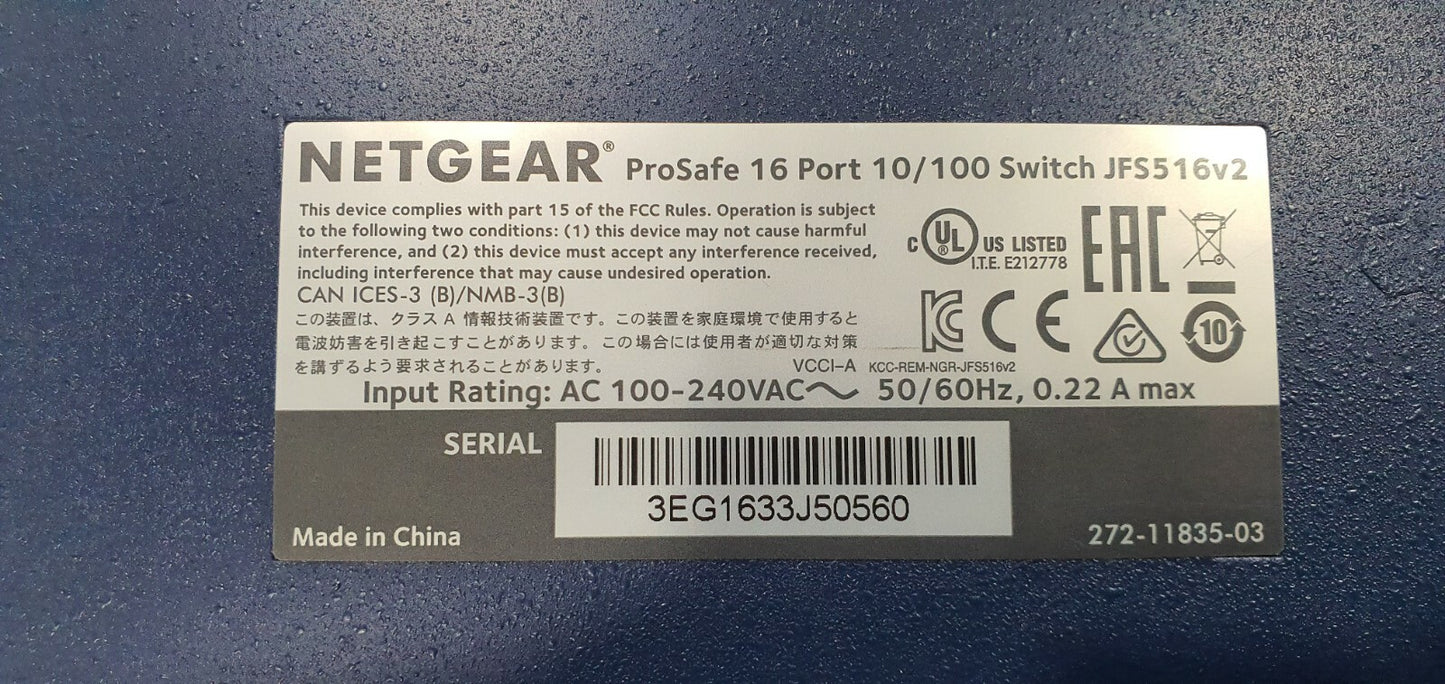 NETGEAR® ProSafe 16 Port 10/100 Switch JFS516v2
This device complies with part 15 of the FCC Rules. Operation is subject
to the following two conditions: (1) this device may not cause harmful
interference, and (2) this device must accept any interference received,
including interference that may cause undesired operation.
CAN ICES-3 (B)/NMB-3(B)
この装置は、クラス A 情報技術装置です。この装置を家庭環境で使用すると
電波妨害を引き起こすことがあります。この場合には使用者が適切な対策
を講ずるよう要求されることがあります。 VCCI-A
C UL® US LISTED
I.T.E. E212778
EAC
KC CE
10
KCC-REM-NGR-JFS516v2
Input Rating: AC 100-240VAC～ 50/60Hz, 0.22 A max
SERIAL
3EG1633J50560
Made in China
272-11835-03